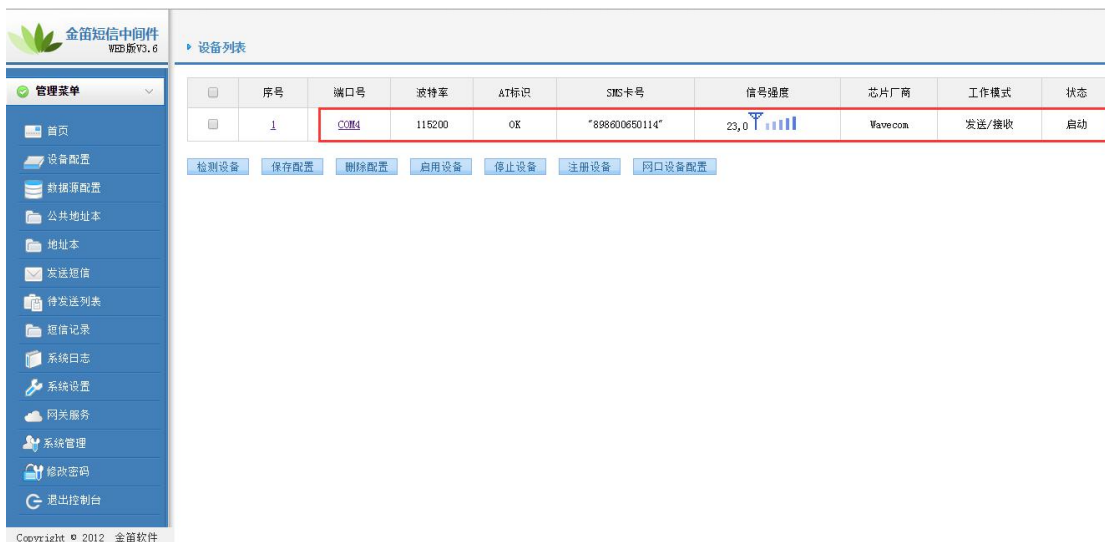 金笛短信中间件
WEB版V3.6
设备列表
管理菜单
首页
设备配置
数据源配置
公共地址本
地址本
发送短信
待发送列表
短信记录
系统日志
系统设置
网关服务
系统管理
修改密码
退出控制台
Copyright © 2012 金笛软件
序号 端口号 波特率 AT标识 SMS卡号 信号强度 芯片厂商 工作模式 状态
1 COM4 115200 OK "898600650114" 23,0 Wavecom 发送/接收 启动
检测设备 保存配置 删除配置 启用设备 停止设备 注册设备 网口设备配置